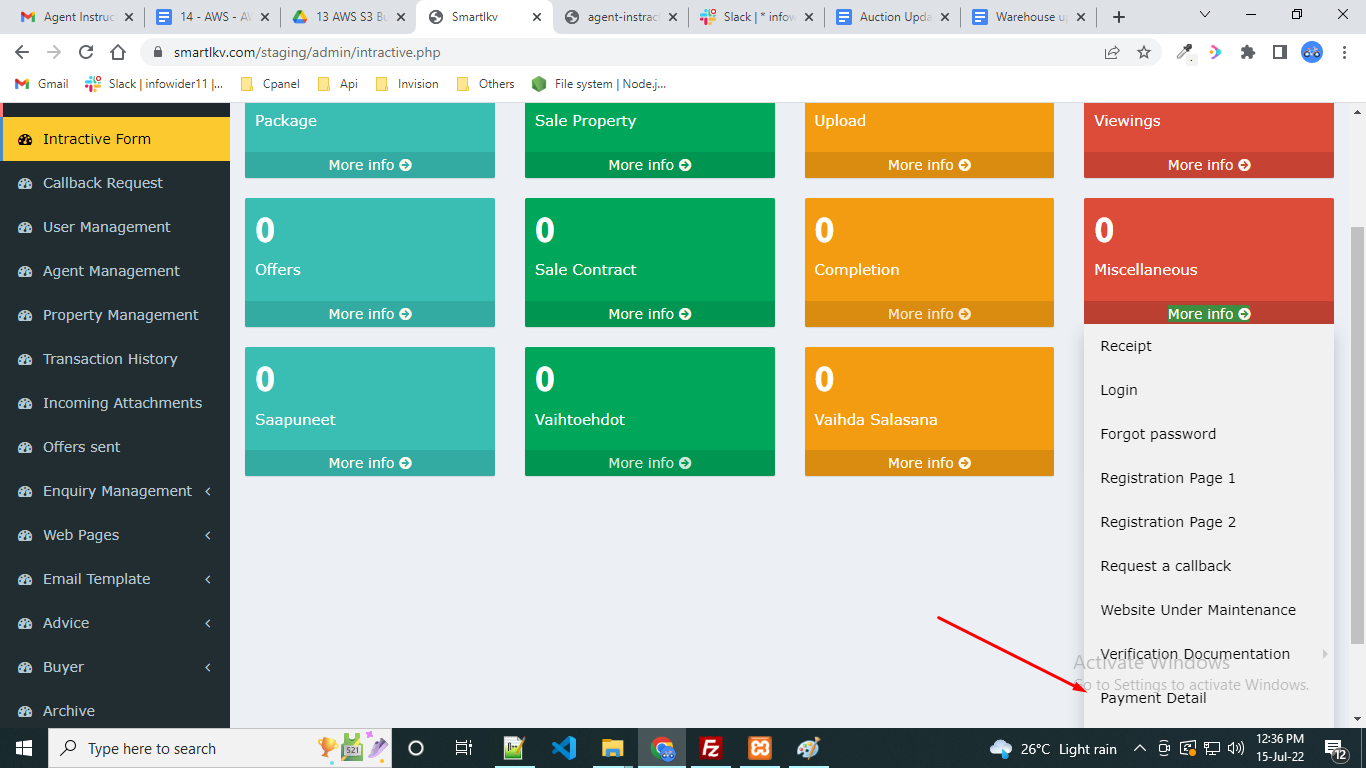 Agent Instruc
14 - AWS - AV
13 AWS S3 Bu
Smartlkv
agent-instrac
Slack | * infow
Auction Upda
Warehouse u
smartlkv.com/staging/admin/intractive.php
Gmail
Slack | infowider11 |...
Cpanel
Api
Invision
Others
File system | Node.j...
Intractive Form
Callback Request
User Management
Agent Management
Property Management
Transaction History
Incoming Attachments
Offers sent
Enquiry Management
Web Pages
Email Template
Advice
Buyer
Archive
Package
More info
Sale Property
More info
Upload
More info
Viewings
More info
0
Offers
More info
0
Sale Contract
More info
0
Completion
More info
0
Miscellaneous
More info
0
Saapuneet
More info
0
Vaihtoehdot
More info
0
Vaihda Salasana
More info
Receipt
Login
Forgot password
Registration Page 1
Registration Page 2
Request a callback
Website Under Maintenance
Verification Documentation
Payment Detail
Activate Windows
Go to Settings to activate Windows.
Type here to search
521
26°C Light rain
12:36 PM
15-Jul-22
12